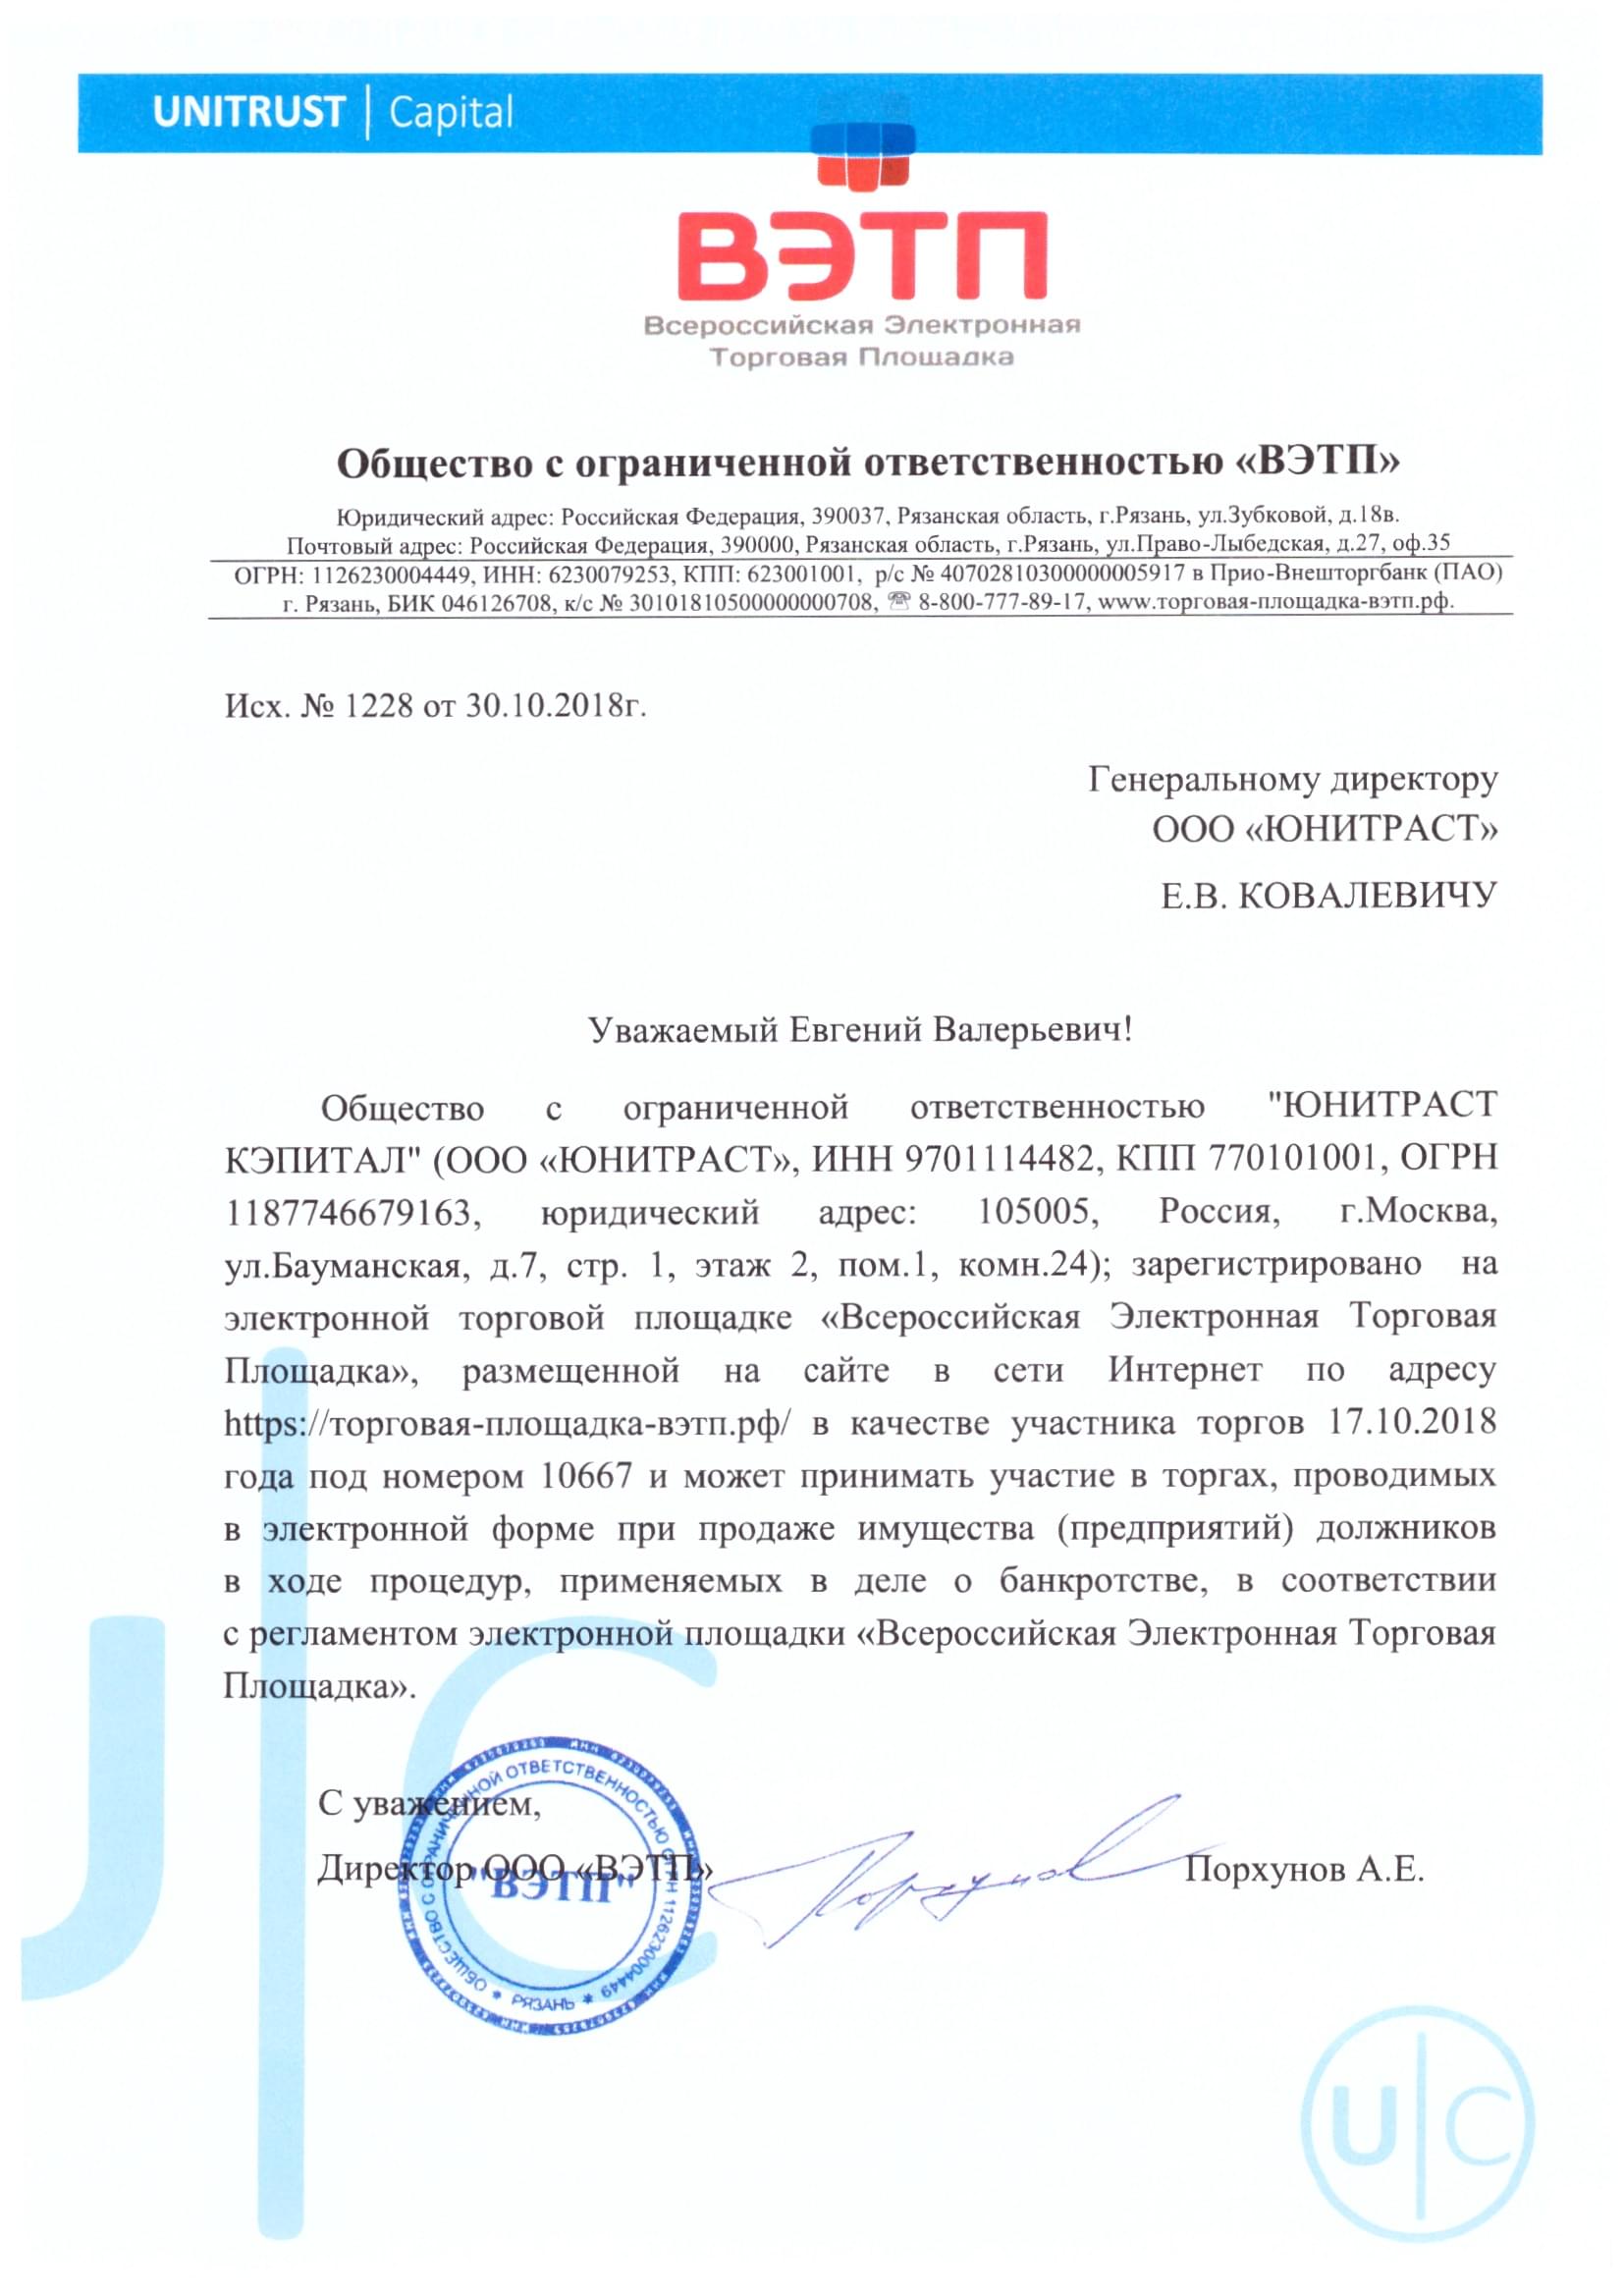 UNITRUST | Capital
ВЭТП
Всероссийская Электронная
Торговая Площадка
Общество с ограниченной ответственностью «ВЭТП»
Юридический адрес: Российская Федерация, 390037, Рязанская область, г.Рязань, ул.Зубковой, д.18в.
Почтовый адрес: Российская Федерация, 390000, Рязанская область, г.Рязань, ул.Право-Лыбедская, д.27, оф.35
ОГРН: 1126230004449, ИНН: 6230079253, КПП: 623001001, р/с № 40702810300000005917 в Прио-Внешторгбанк (ПАО)
г. Рязань, БИК 046126708, к/с № 30101810500000000708, ☏ 8-800-777-89-17, www.торговая-площадка-вэтп.рф.
Исх. № 1228 от 30.10.2018г.
Генеральному директору
ООО «ЮНИТРАСТ»
Е.В. КОВАЛЕВИЧУ
Уважаемый Евгений Валерьевич!
Общество с ограниченной ответственностью "ЮНИТРАСТ
КЭПИТАЛ" (ООО «ЮНИТРАСТ», ИНН 9701114482, КПП 770101001, ОГРН
1187746679163, юридический адрес: 105005, Россия, г.Москва,
ул.Бауманская, д.7, стр. 1, этаж 2, пом.1, комн.24); зарегистрировано на
электронной торговой площадке «Всероссийская Электронная Торговая
Площадка», размещенной на сайте в сети Интернет по адресу
https://торговая-площадка-вэтп.рф/ в качестве участника торгов 17.10.2018
года под номером 10667 и может принимать участие в торгах, проводимых
в электронной форме при продаже имущества (предприятий) должников
в ходе процедур, применяемых в деле о банкротстве, в соответствии
с регламентом электронной площадки «Всероссийская Электронная Торговая
Площадка».
С уважением,
Директор ООО «ВЭТП»
Порхунов А.Е.
Порхунов
ОБЩЕСТВО С ОГРАНИЧЕННОЙ ОТВЕТСТВЕННОСТЬЮ ОГРН 1126230004449 * РЯЗАНЬ *
"ВЭТП"
U|C
U|C